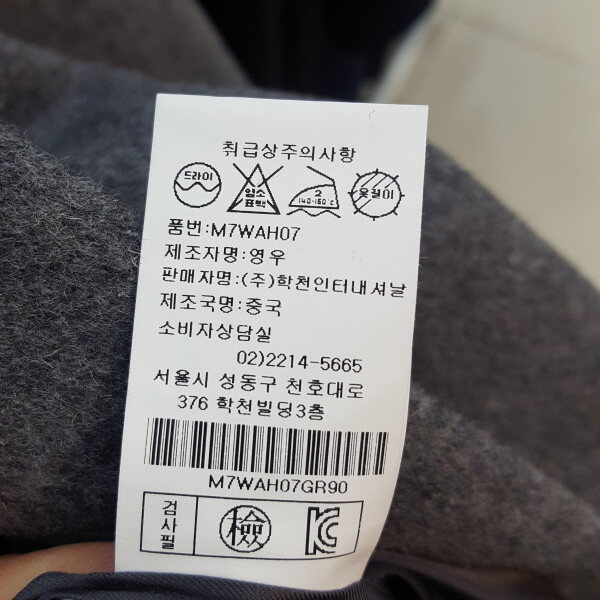 취급상주의사항
드라이 염소표백 2 140-160℃ 옷걸이
품번:M7WAH07
제조자명:영우
판매자명:(주)학천인터내셔날
제조국명:중국
소비자상담실
02)2214-5665
서울시 성동구 천호대로
376 학천빌딩3층
M7WAH07GR90
검사필 檢 KC